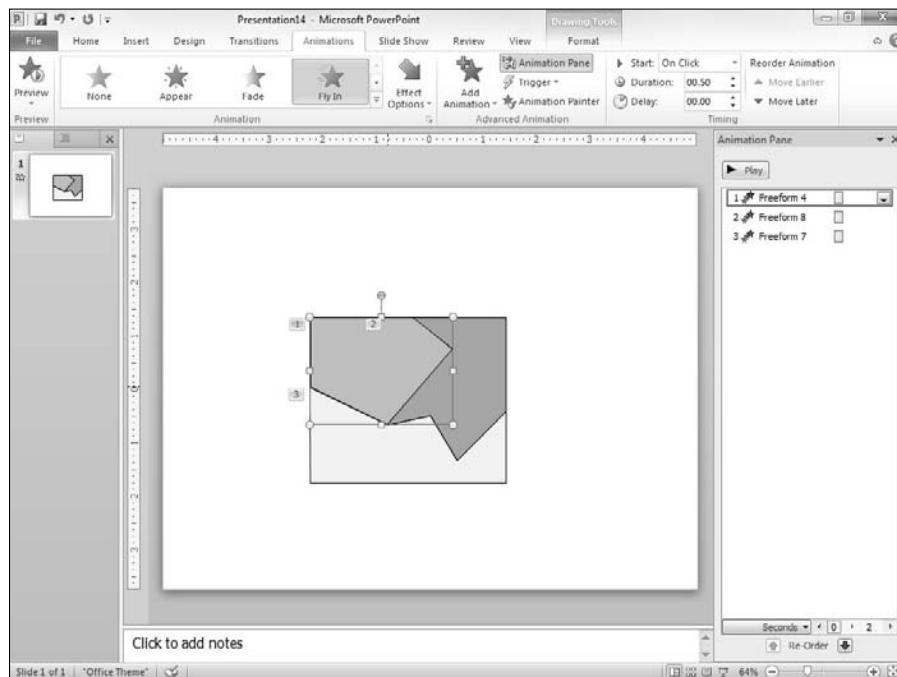 Presentation14 - Microsoft PowerPoint
Drawing Tools
File Home Insert Design Transitions Animations Slide Show Review View Format
Preview
None
Appear
Fade
Fly In
Effect Options
Add Animation
Animation Pane
Trigger
Animation Painter
Start: On Click
Duration: 00.50
Delay: 00.00
Reorder Animation
Move Earlier
Move Later
Preview Animation Advanced Animation Timing
1
Animation Pane
Play
1 Freeform 4
2 Freeform 8
3 Freeform 7
1
2
3
Seconds 0 2
Re-Order
Click to add notes
Slide 1 of 1 "Office Theme" 64%